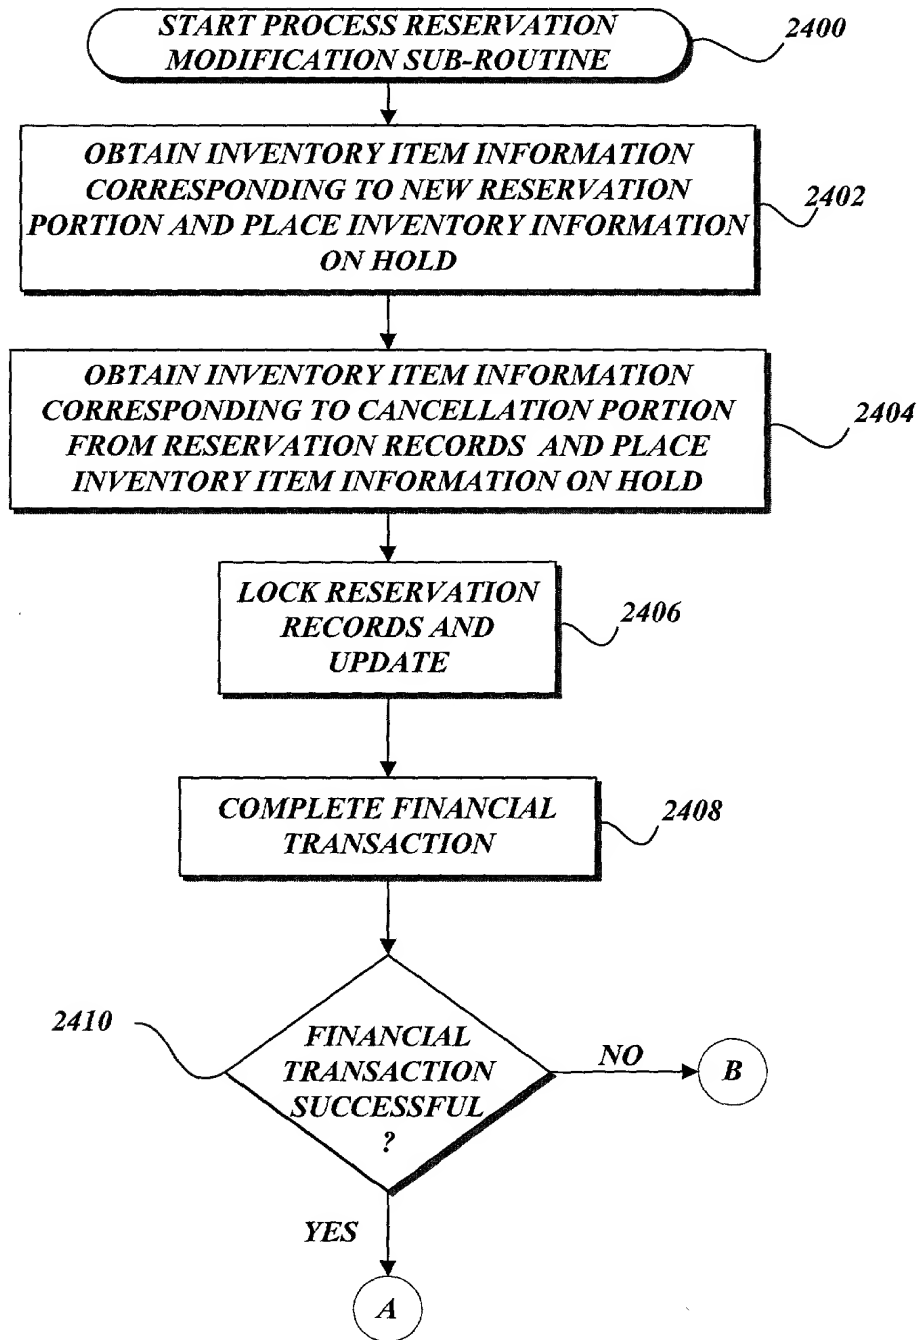 START PROCESS RESERVATION
MODIFICATION SUB-ROUTINE
2400
OBTAIN INVENTORY ITEM INFORMATION
CORRESPONDING TO NEW RESERVATION
PORTION AND PLACE INVENTORY INFORMATION
ON HOLD
2402
OBTAIN INVENTORY ITEM INFORMATION
CORRESPONDING TO CANCELLATION PORTION
FROM RESERVATION RECORDS AND PLACE
INVENTORY ITEM INFORMATION ON HOLD
2404
LOCK RESERVATION
RECORDS AND
UPDATE
2406
COMPLETE FINANCIAL
TRANSACTION
2408
2410
FINANCIAL
TRANSACTION
SUCCESSFUL
?
NO
B
YES
A